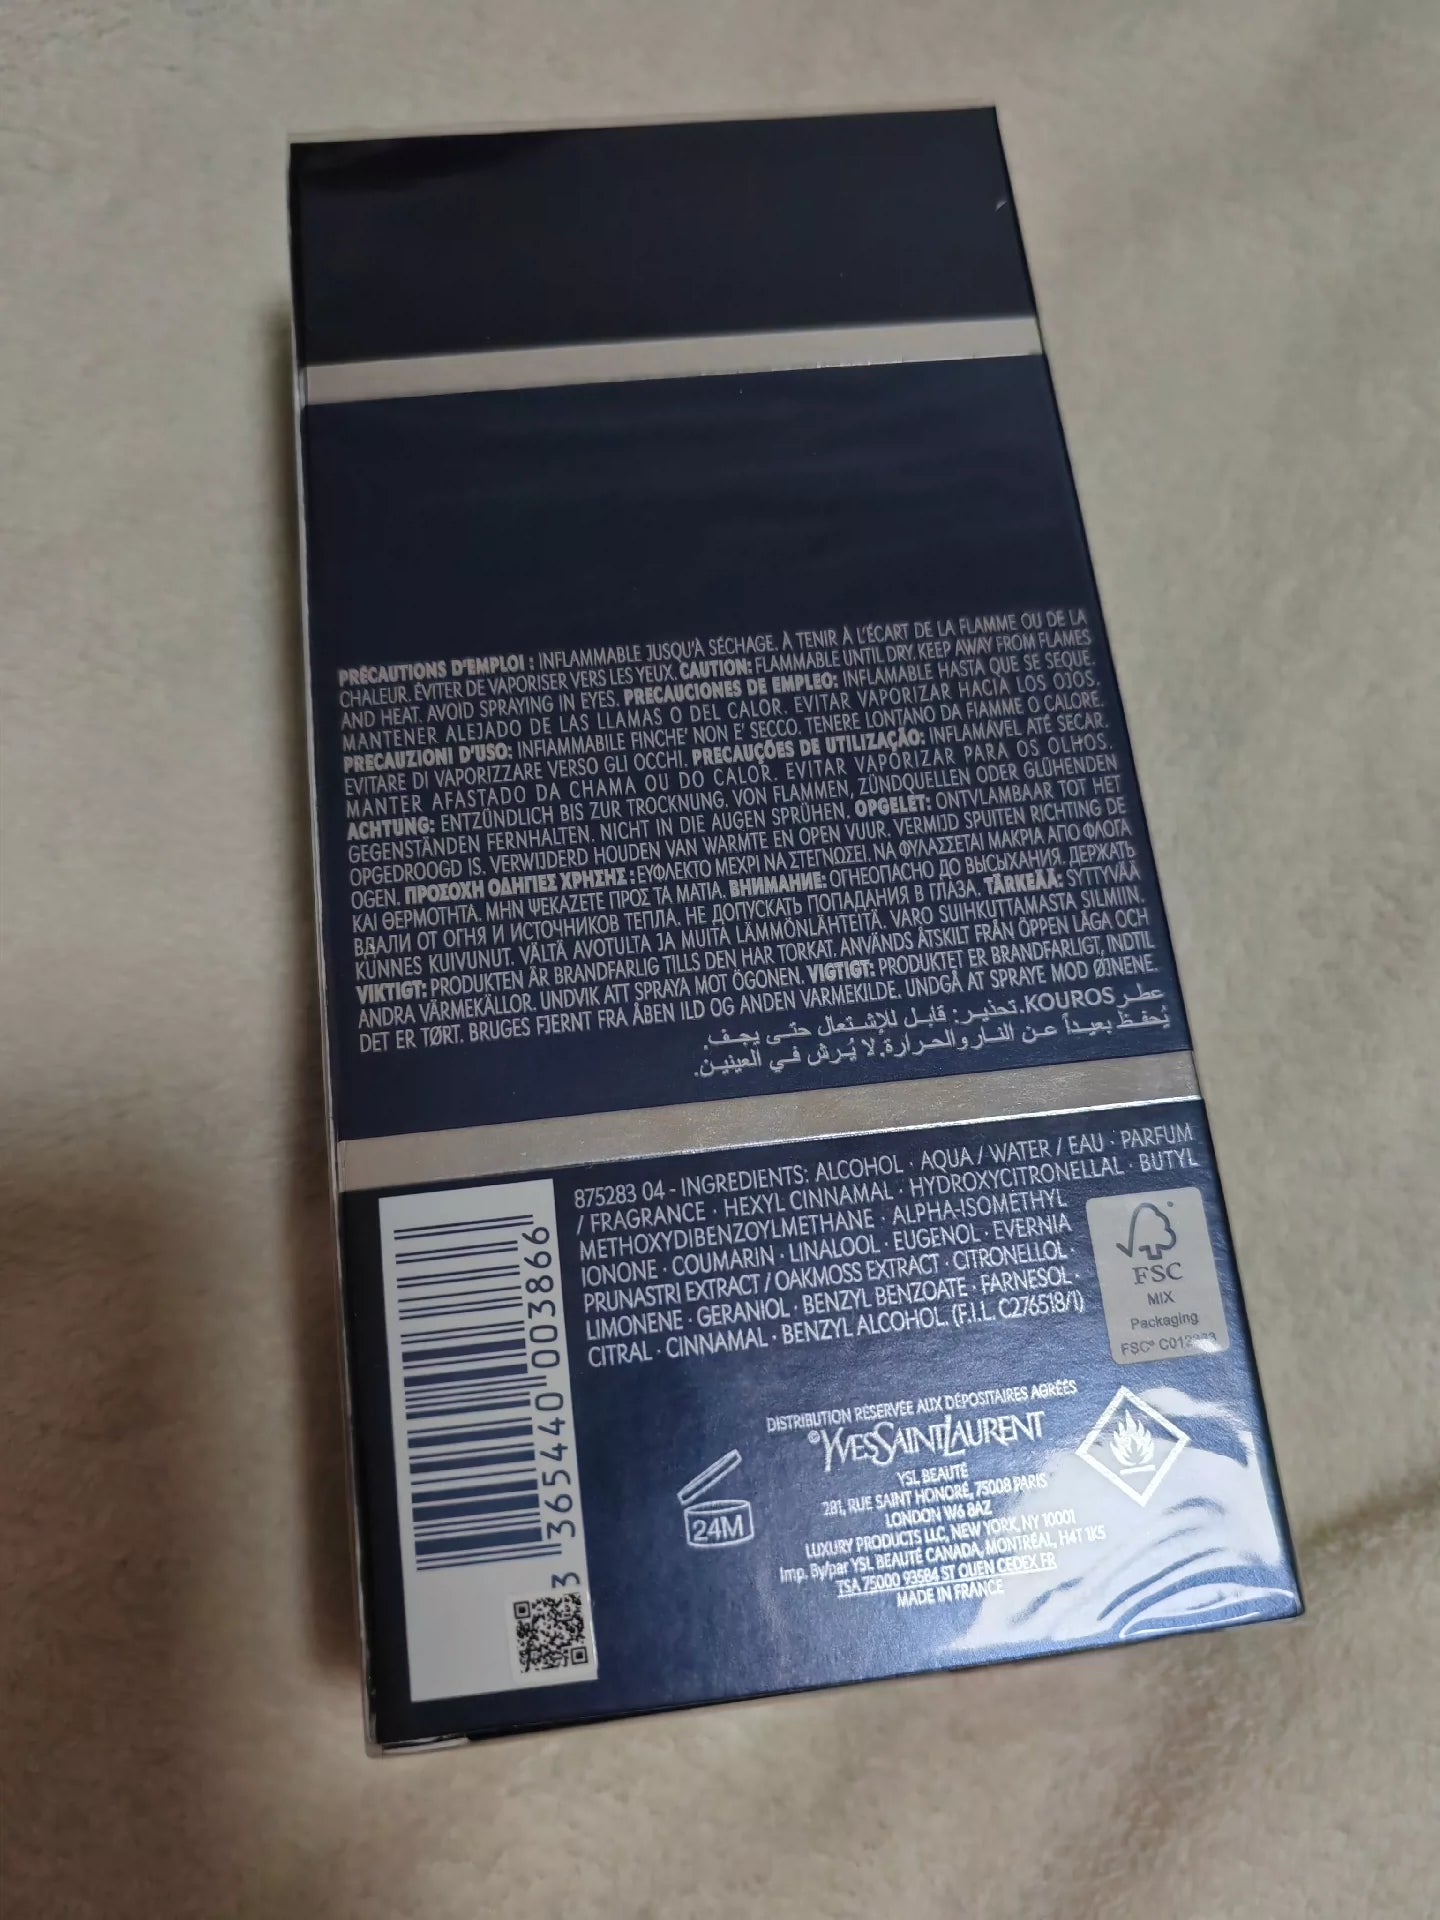 PRÉCAUTIONS D'EMPLOI : INFLAMMABLE JUSQU'À SÉCHAGE. À TENIR À L'ÉCART DE LA FLAMME OU DE LA
CHALEUR. ÉVITER DE VAPORISER VERS LES YEUX. CAUTION: FLAMMABLE UNTIL DRY. KEEP AWAY FROM FLAMES
AND HEAT. AVOID SPRAYING IN EYES. PRECAUCIONES DE EMPLEO: INFLAMABLE HASTA QUE SE SEQUE.
MANTENER ALEJADO DE LAS LLAMAS O DEL CALOR. EVITAR VAPORIZAR HACIA LOS OJOS.
PRECAUZIONI D'USO: INFIAMMABILE FINCHE' NON E' SECCO. TENERE LONTANO DA FIAMME O CALORE.
EVITARE DI VAPORIZZARE VERSO GLI OCCHI. PRECAUÇÕES DE UTILIZAÇÃO: INFLAMÁVEL ATÉ SECAR.
MANTER AFASTADO DA CHAMA OU DO CALOR. EVITAR VAPORIZAR PARA OS OLHOS.
ACHTUNG: ENTZÜNDLICH BIS ZUR TROCKNUNG. VON FLAMMEN, ZÜNDQUELLEN ODER GLÜHENDEN
GEGENSTÄNDEN FERNHALTEN. NICHT IN DIE AUGEN SPRÜHEN. OPGELET: ONTVLAMBAAR TOT HET
OPGEDROOGD IS. VERWIJDERD HOUDEN VAN WARMTE EN OPEN VUUR. VERMIJD SPUITEN RICHTING DE
OGEN. ΠΡΟΣΟΧΗ ΟΔΗΓΙΕΣ ΧΡΗΣΗΣ : ΕΥΦΛΕΚΤΟ ΜΕΧΡΙ ΝΑ ΣΤΕΓΝΩΣΕΙ. ΝΑ ΦΥΛΑΣΣΕΤΑΙ ΜΑΚΡΙΑ ΑΠΟ ΦΛΟΓΑ
ΚΑΙ ΘΕΡΜΟΤΗΤΑ. ΜΗΝ ΨΕΚΑΖΕΤΕ ΠΡΟΣ ΤΑ ΜΑΤΙΑ. ВНИМАНИЕ: ОГНЕОПАСНО ДО ВЫСЫХАНИЯ. ДЕРЖАТЬ
ВДАЛИ ОТ ОГНЯ И ИСТОЧНИКОВ ТЕПЛА. НЕ ДОПУСКАТЬ ПОПАДАНИЯ В ГЛАЗА. TÄRKEÄÄ: SYTTYVÄÄ
KUNNES KUIVUNUT. VÄLTÄ AVOTULTA JA MUITA LÄMMÖNLÄHTEITÄ. VARO SUIHKUTTAMASTA SILMIIN.
VIKTIGT: PRODUKTEN ÄR BRANDFARLIG TILLS DEN HAR TORKAT. ANVÄNDS ÅTSKILT FRÅN ÖPPEN LÅGA OCH
ANDRA VÄRMEKÄLLOR. UNDVIK ATT SPRAYA MOT ÖGONEN. VIGTIGT: PRODUKTET ER BRANDFARLIGT, INDTIL
DET ER TØRT. BRUGES FJERNT FRA ÅBEN ILD OG ANDEN VARMEKILDE. UNDGÅ AT SPRAYE MOD ØJNENE.
عطر KOUROS. تحذير: قابل للإشتعال حتى يجف.
يُحفظ بعيداً عن النار والحرارة. لا يُرش في العينين.
875283 04 - INGREDIENTS: ALCOHOL · AQUA / WATER / EAU · PARFUM
/ FRAGRANCE · HEXYL CINNAMAL · HYDROXYCITRONELLAL · BUTYL
METHOXYDIBENZOYLMETHANE · ALPHA-ISOMETHYL
IONONE · COUMARIN · LINALOOL · EUGENOL · EVERNIA
PRUNASTRI EXTRACT / OAKMOSS EXTRACT · CITRONELLOL ·
LIMONENE · GERANIOL · BENZYL BENZOATE · FARNESOL ·
CITRAL · CINNAMAL · BENZYL ALCOHOL. (F.I.L. C276518/1)
FSC
MIX
Packaging
FSC®
3 365440 003866
DISTRIBUTION RÉSERVÉE AUX DÉPOSITAIRES AGRÉÉS
©YVESSAINTLAURENT
YSL BEAUTÉ
281, RUE SAINT HONORÉ, 75008 PARIS
LONDON W6 8AZ
LUXURY PRODUCTS LLC, NEW YORK, NY 10001
Imp. By/par YSL BEAUTÉ CANADA, MONTRÉAL, H4T 1K5
TSA 75000 93584 ST OUEN CEDEX FR
MADE IN FRANCE
24M